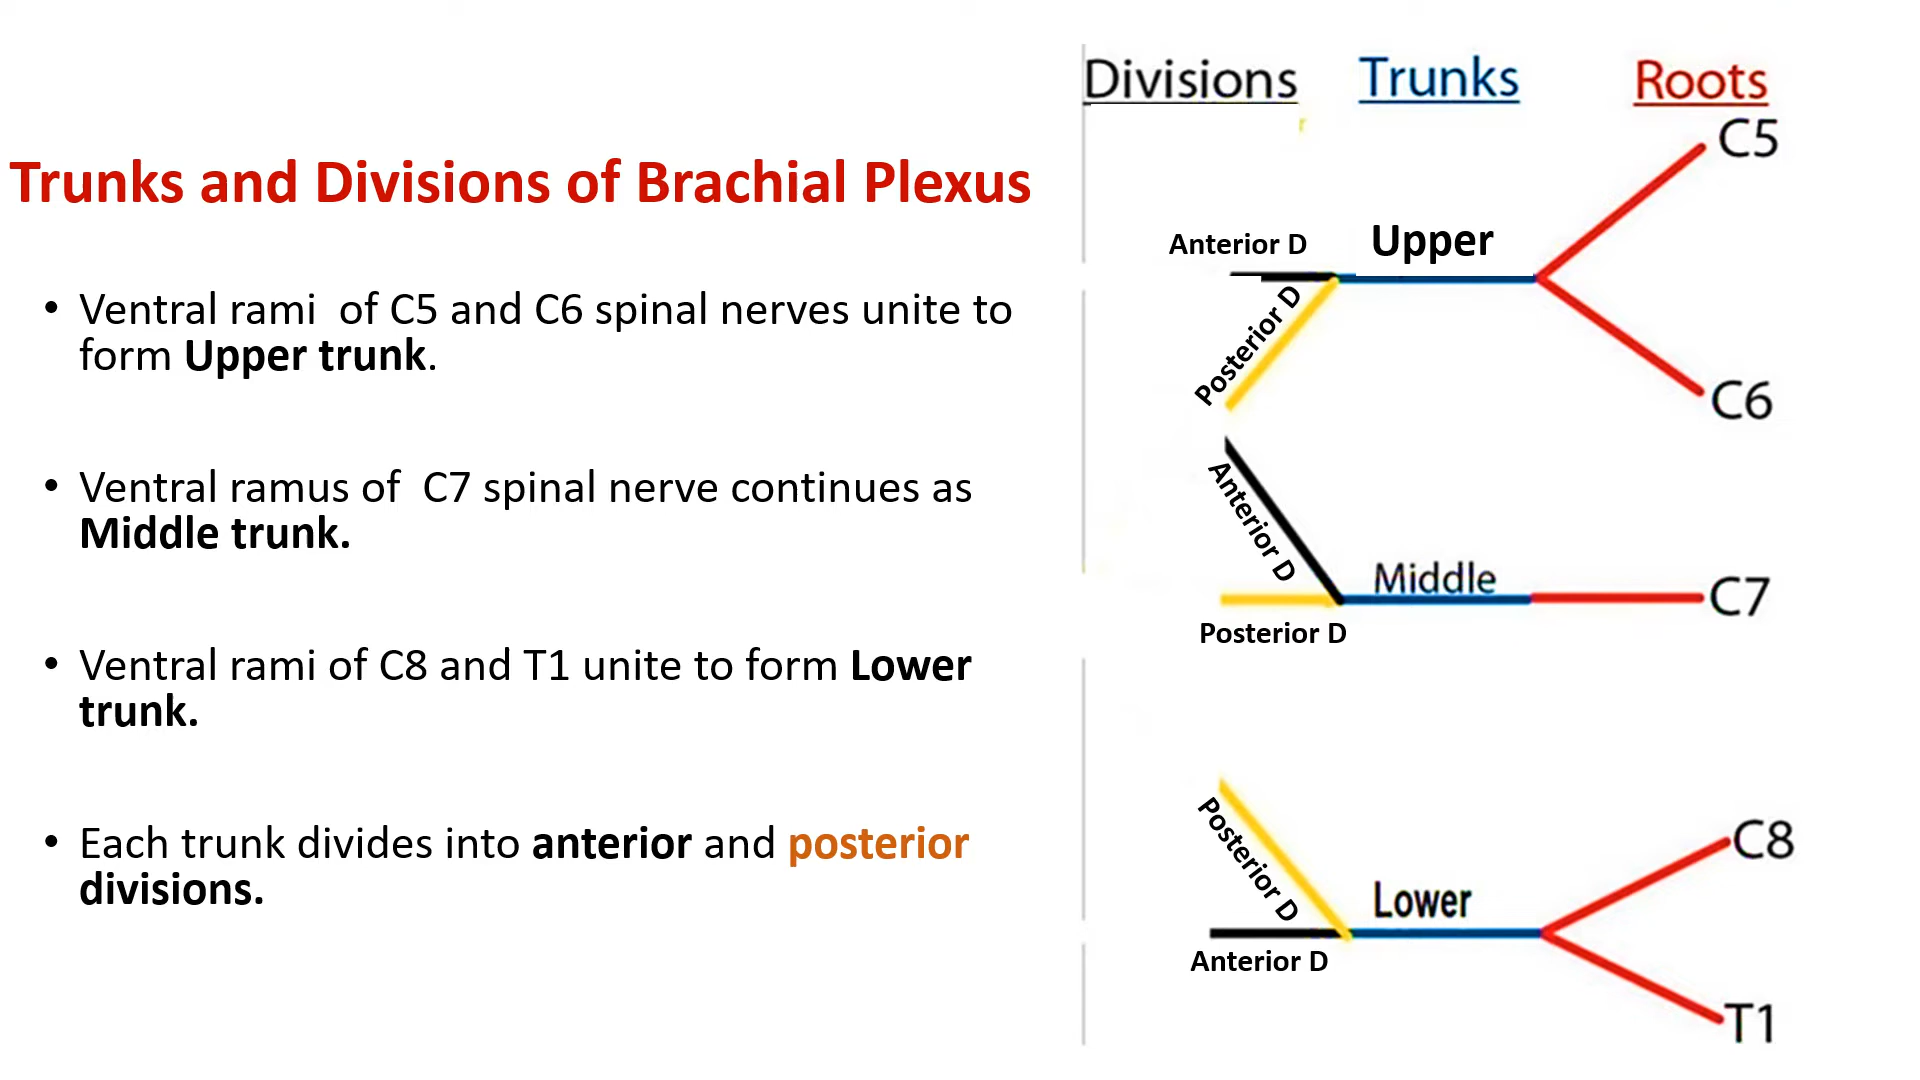 Trunks and Divisions of Brachial Plexus
• Ventral rami of C5 and C6 spinal nerves unite to
form Upper trunk.
• Ventral ramus of C7 spinal nerve continues as
Middle trunk.
• Ventral rami of C8 and T1 unite to form Lower
trunk.
• Each trunk divides into anterior and posterior
divisions.
Divisions Trunks Roots
C5
Anterior D Upper
Posterior D
C6
Anterior D
Middle C7
Posterior D
Posterior D
C8
Lower
Anterior D
T1